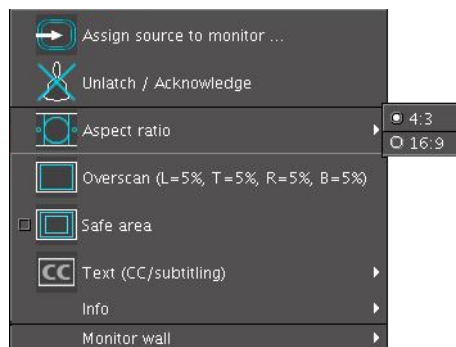 Assign source to monitor ...
Unlatch / Acknowledge
Aspect ratio
4:3
16:9
Overscan (L=5%, T=5%, R=5%, B=5%)
Safe area
CC Text (CC/subtitling)
Info
Monitor wall